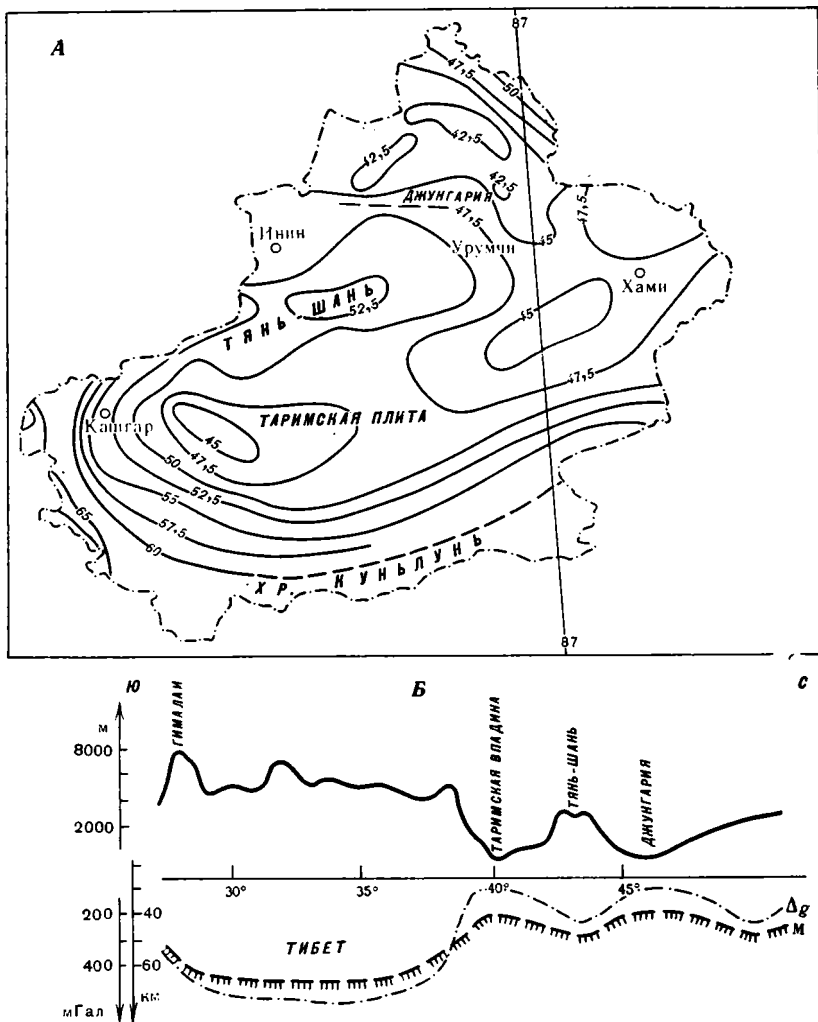 А
87
47,5
50
42,5
42,5
42,5
ДЖУНГАРИЯ
47,5
45
47,5
Инин
Урумчи
Хами
ТЯНЬ ШАНЬ
52,5
45
47,5
Кашгар
ТАРИМСКАЯ ПЛИТА
45
47,5
50
52,5
55
57,5
60
65
ХР. КУНЬЛУНЬ
87
Ю
Б
С
м
8000
2000
ГИМАЛАИ
ТАРИМСКАЯ ВПАДИНА
ТЯНЬ-ШАНЬ
ДЖУНГАРИЯ
30°
35°
40°
45°
200
40
Δg
М
ТИБЕТ
400
60
мГал
км